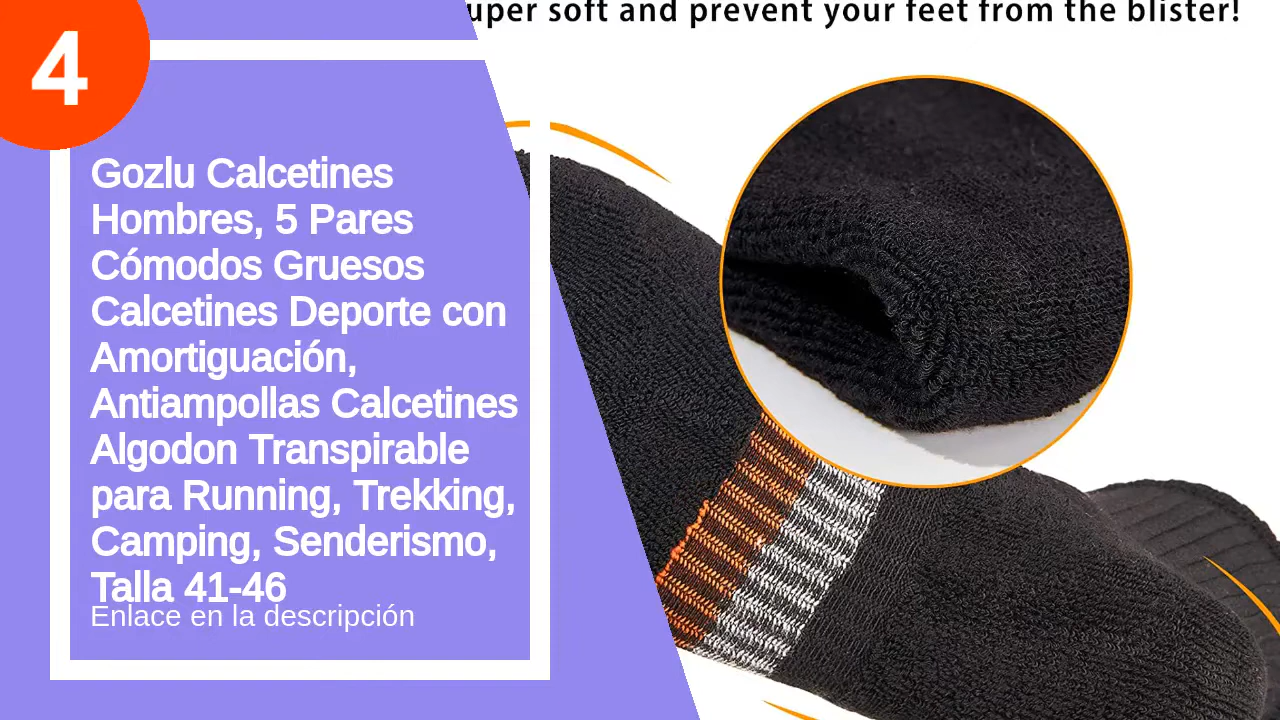 uper soft and prevent your feet from the blister!
4
Gozlu Calcetines
Hombres, 5 Pares
Cómodos Gruesos
Calcetines Deporte con
Amortiguación,
Antiampollas Calcetines
Algodon Transpirable
para Running, Trekking,
Camping, Senderismo,
Talla 41-46
Enlace en la descripción